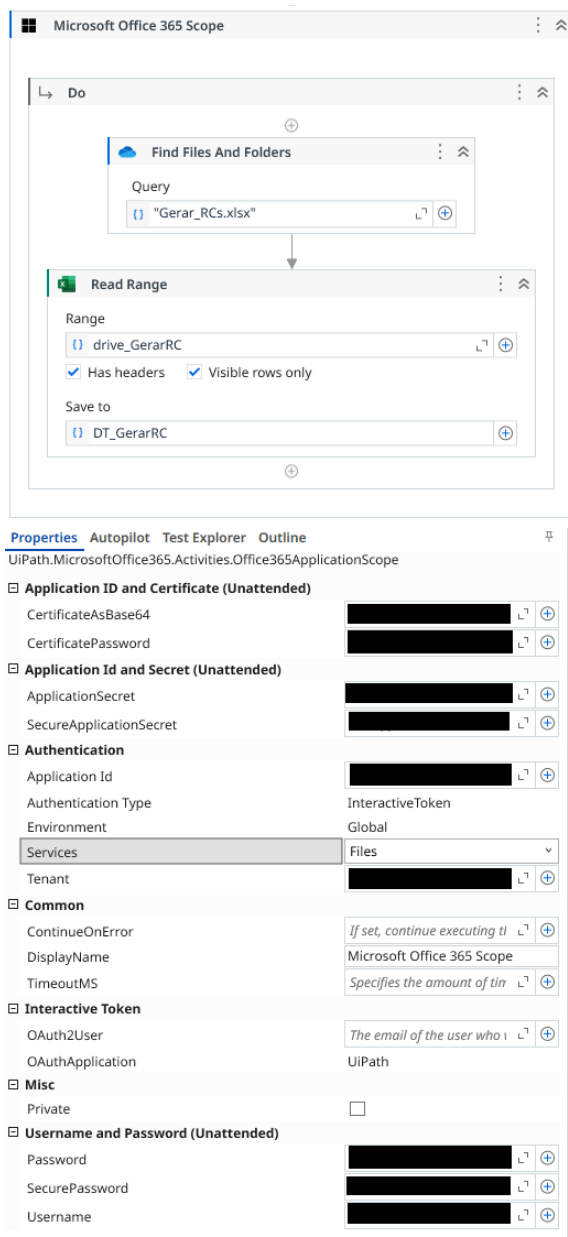 Microsoft Office 365 Scope
Do
Find Files And Folders
Query
"Gerar_RCs.xlsx"
Read Range
Range
drive_GerarRC
Has headers Visible rows only
Save to
DT_GerarRC
Properties Autopilot Test Explorer Outline
UiPath.MicrosoftOffice365.Activities.Office365ApplicationScope
Application ID and Certificate (Unattended)
CertificateAsBase64
CertificatePassword
Application Id and Secret (Unattended)
ApplicationSecret
SecureApplicationSecret
Authentication
Application Id
Authentication Type InteractiveToken
Environment Global
Services Files
Tenant
Common
ContinueOnError If set, continue executing
DisplayName Microsoft Office 365 Scope
TimeoutMS Specifies the amount of
Interactive Token
OAuth2User The email of the user who
OAuthApplication UiPath
Misc
Private
Username and Password (Unattended)
Password
SecurePassword
Username